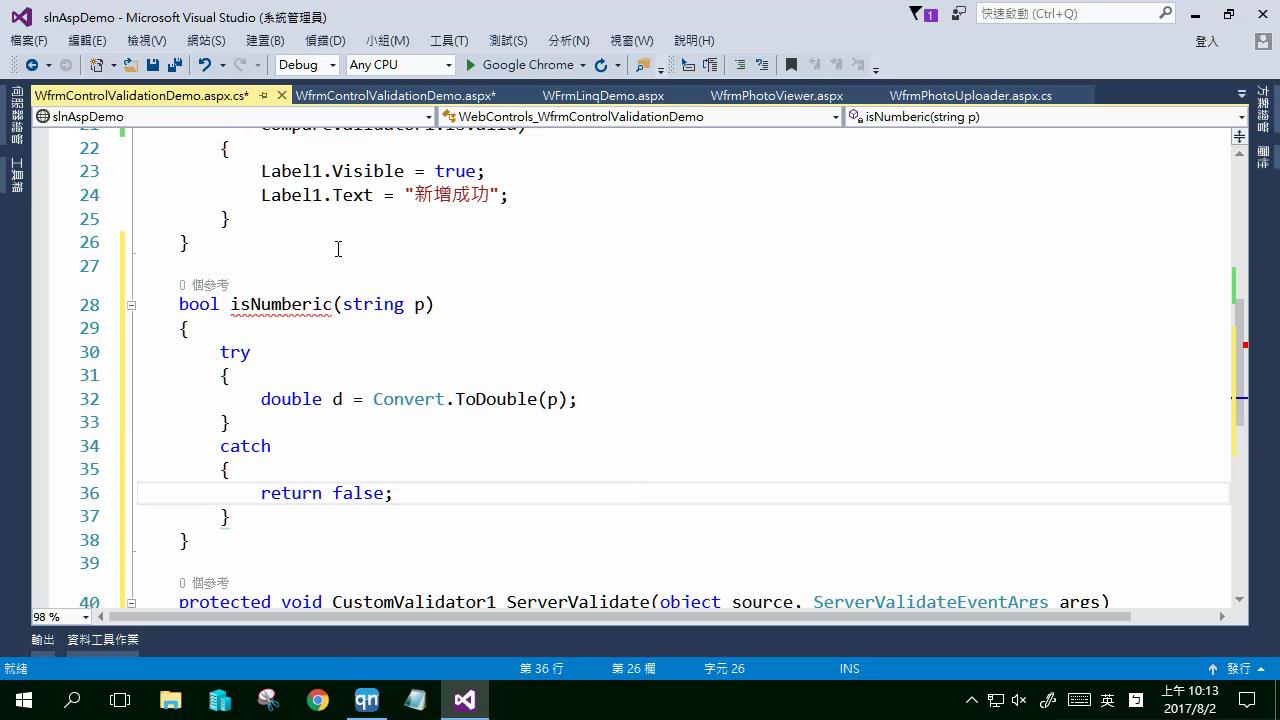 slnAspDemo - Microsoft Visual Studio (系統管理員)
1
快速啟動 (Ctrl+Q)
檔案(F) 編輯(E) 檢視(V) 網站(S) 建置(B) 偵錯(D) 小組(M) 工具(T) 測試(S) 分析(N) 視窗(W) 說明(H)
登入
Debug Any CPU Google Chrome
WfrmControlValidationDemo.aspx.cs* WfrmControlValidationDemo.aspx* WFrmLinqDemo.aspx WfrmPhotoViewer.aspx WfrmPhotoUploader.aspx.cs
slnAspDemo WebControls_WfrmControlValidationDemo isNumberic(string p)
伺服器總管
工具箱
方案總管
屬性
21
22 {
23 Label1.Visible = true;
24 Label1.Text = "新增成功";
25 }
26 }
27
0 個參考
28 bool isNumberic(string p)
29 {
30 try
31 {
32 double d = Convert.ToDouble(p);
33 }
34 catch
35 {
36 return false;
37 }
38 }
39
0 個參考
40 protected void CustomValidator1_ServerValidate(object source, ServerValidateEventArgs args)
98 %
輸出 資料工具作業
就緒 第 36 行 第 26 欄 字元 26 INS 發行
qn
英
上午 10:13
2017/8/2